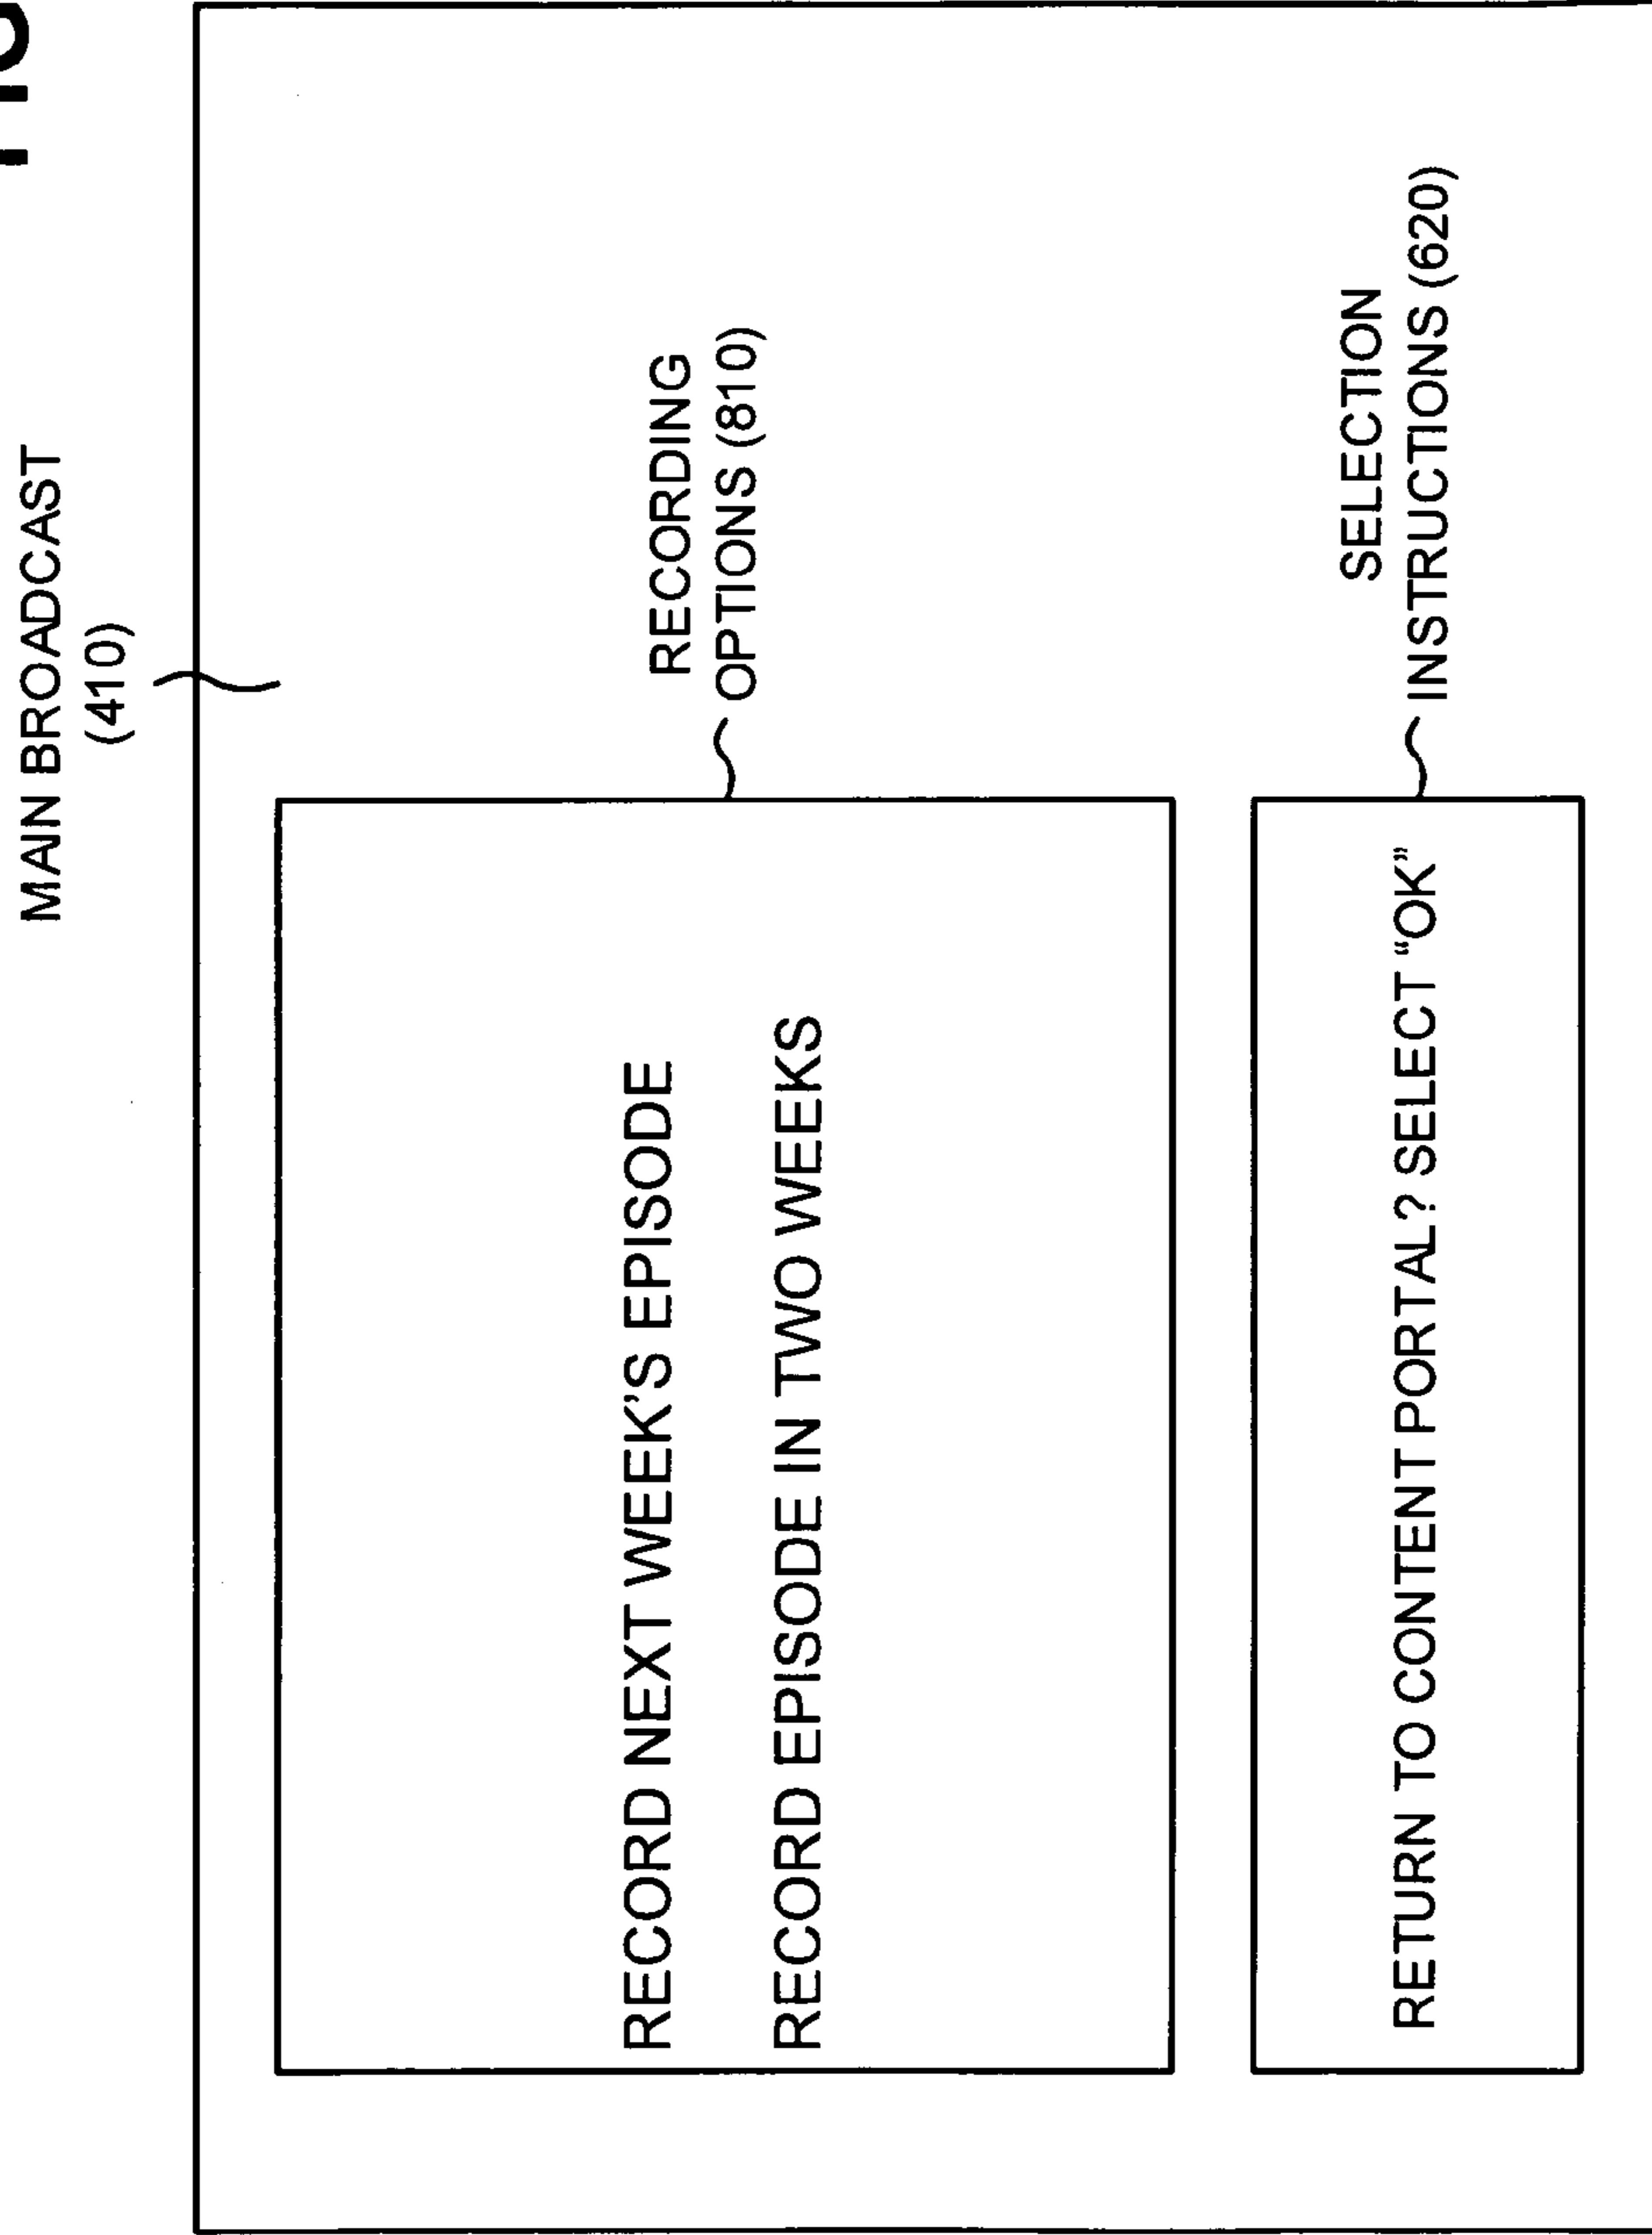 MAIN BROADCAST
(410)
RECORD NEXT WEEK'S EPISODE
RECORD EPISODE IN TWO WEEKS
RECORDING
OPTIONS (810)
RETURN TO CONTENT PORTAL? SELECT “OK”
SELECTION
INSTRUCTIONS (620)